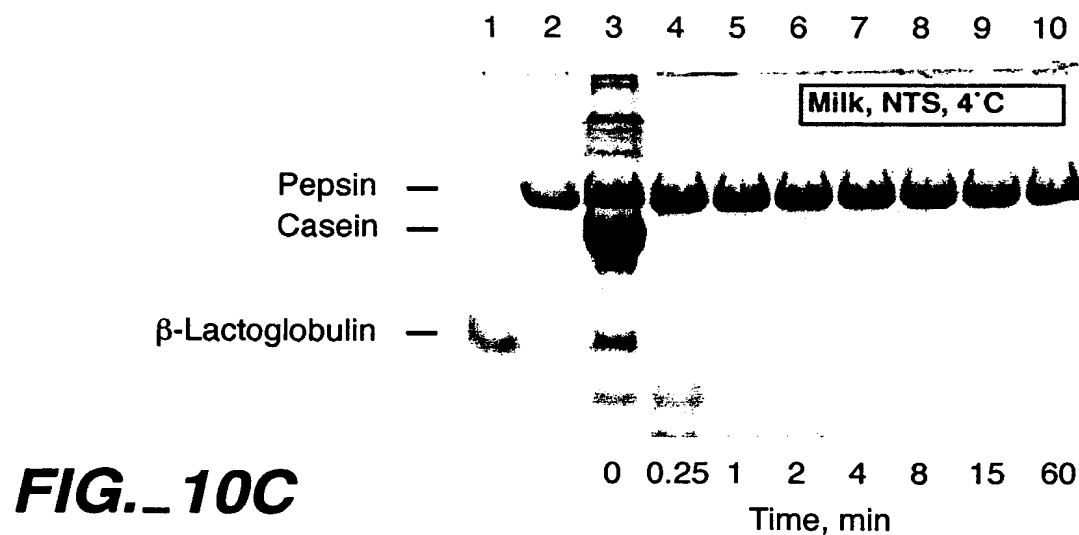 1 2 3 4 5 6 7 8 9 10
Milk, NTS, 4°C
Pepsin
Casein
β-Lactoglobulin
0 0.25 1 2 4 8 15 60
Time, min
FIG._10C